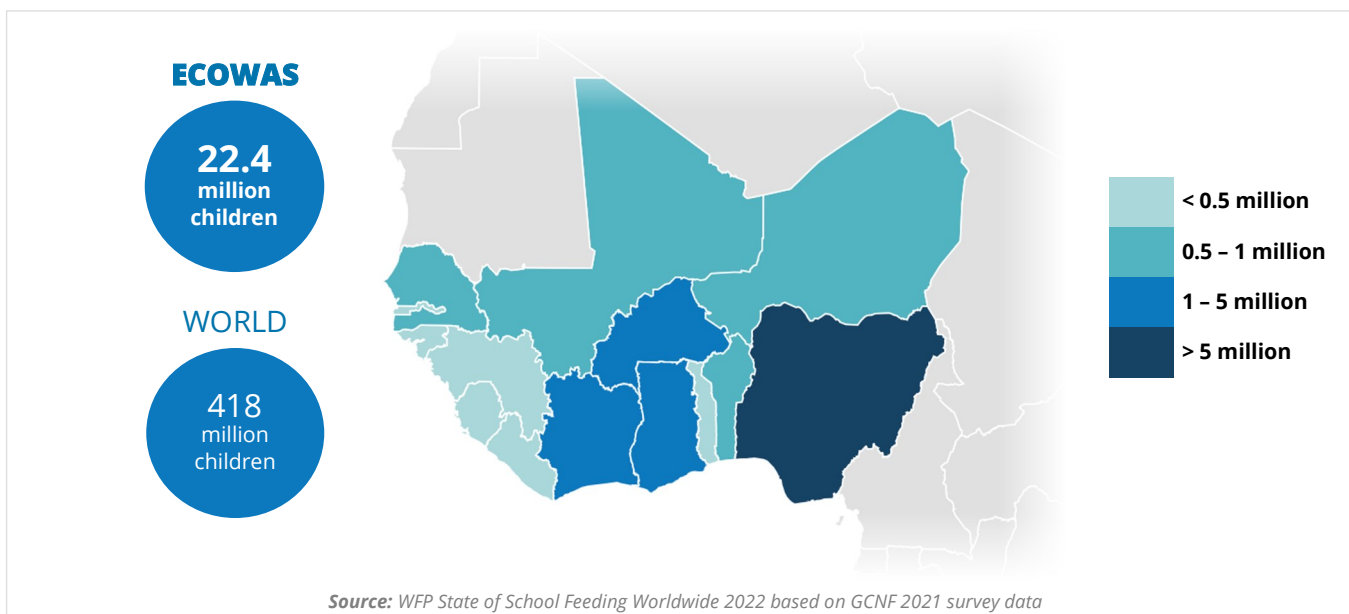 ECOWAS
22.4
million
children
WORLD
418
million
children
< 0.5 million
0.5 – 1 million
1 – 5 million
> 5 million
Source: WFP State of School Feeding Worldwide 2022 based on GCNF 2021 survey data